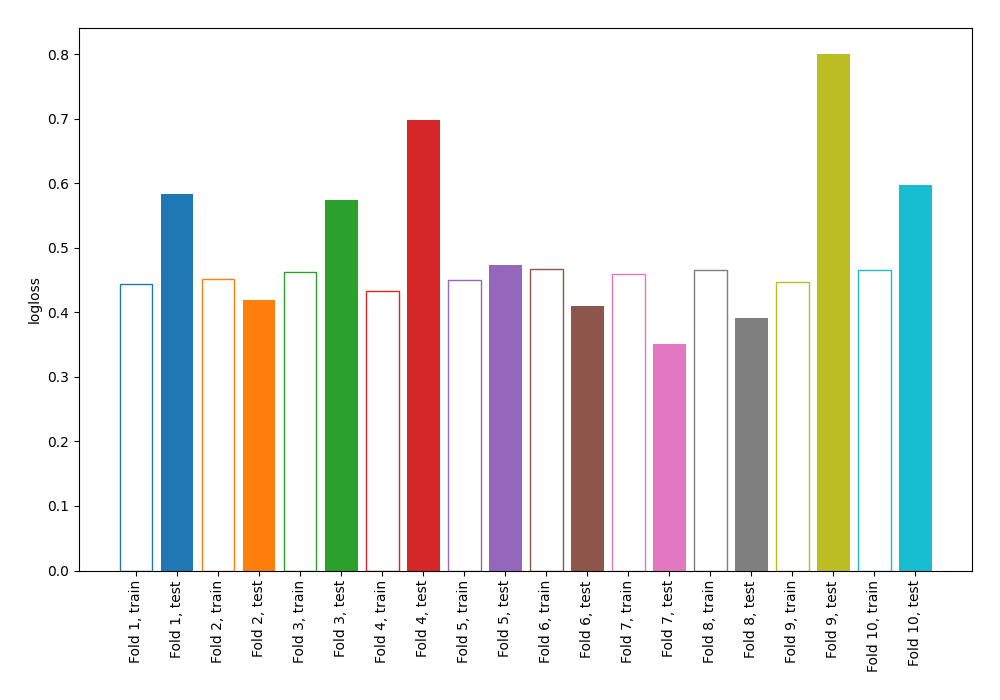 0.8
0.7
0.6
0.5
0.4
0.3
0.2
0.1
0.0
logloss
Fold 1, train
Fold 1, test
Fold 2, train
Fold 2, test
Fold 3, train
Fold 3, test
Fold 4, train
Fold 4, test
Fold 5, train
Fold 5, test
Fold 6, train
Fold 6, test
Fold 7, train
Fold 7, test
Fold 8, train
Fold 8, test
Fold 9, train
Fold 9, test
Fold 10, train
Fold 10, test